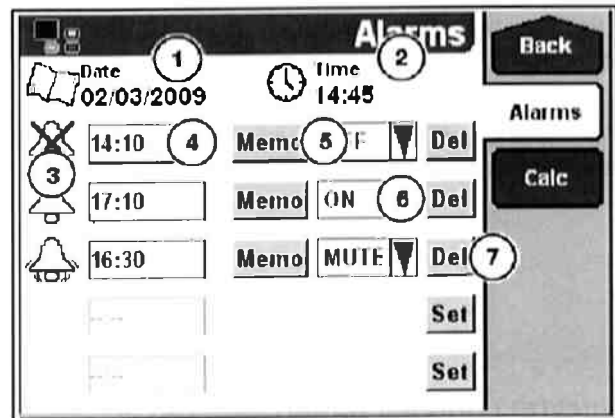 Alarms
Back
1
2
Date
Time
02/03/2009
14:45
Alarms
14:10
4
Memo
5
Del
3
Calc
17:10
Memo
ON
6
Del
16:30
Memo
MUTE
Del
7
--:--
Set
--:--
Set